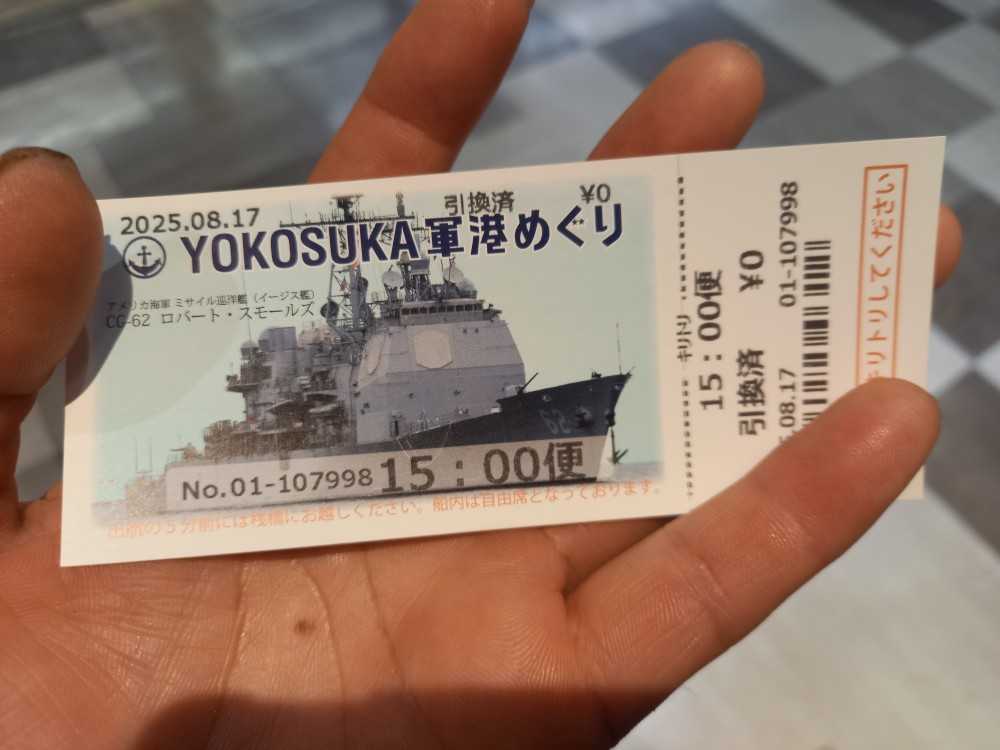 2025.08.17
引換済 ¥0
YOKOSUKA軍港めぐり
アメリカ海軍 ミサイル巡洋艦 (イージス艦)
CG-62 ロバート・スモールズ
62
No.01-107998 15:00便
出航の5分前には桟橋にお越しください。船内は自由席となっております。
キリトリ
15:00便
引換済 ¥0
.08.17 01-107998
キリトリしてください